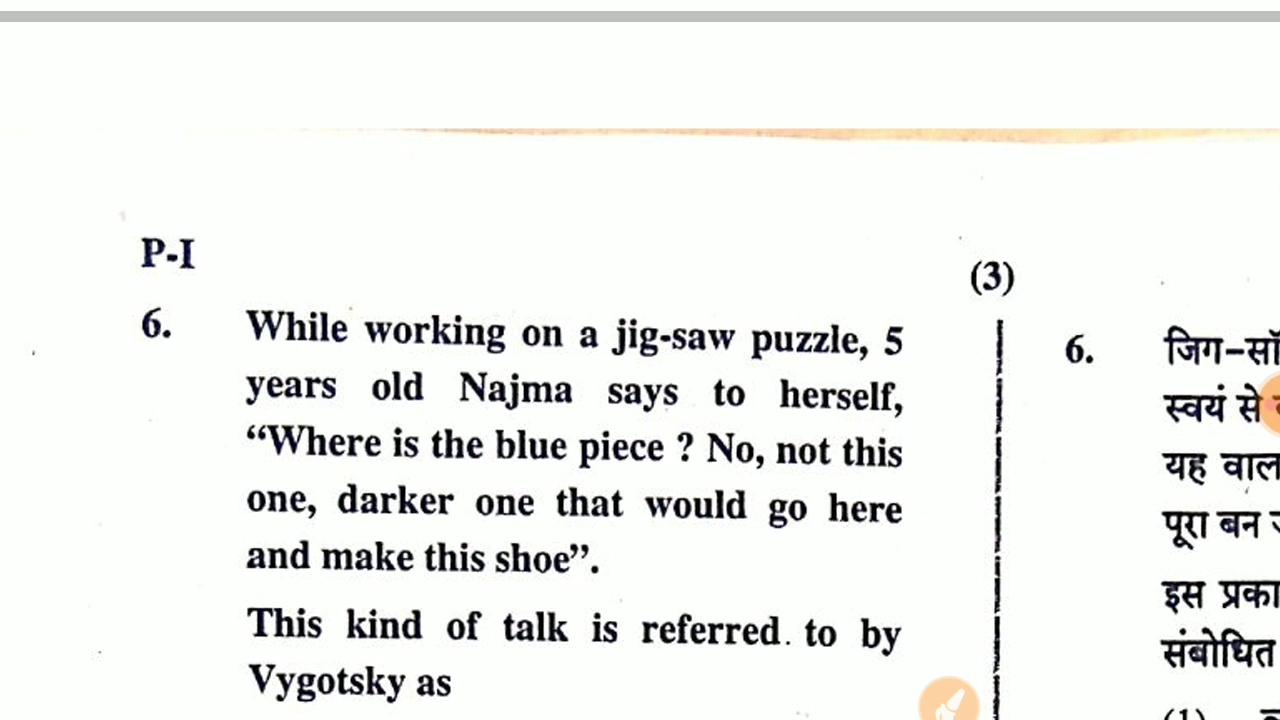 P-I
(3)
6. While working on a jig-saw puzzle, 5
years old Najma says to herself,
“Where is the blue piece ? No, not this
one, darker one that would go here
and make this shoe”.
This kind of talk is referred to by
Vygotsky as
6. जिग-सॉ
स्वयं से
यह वाल
पूरा बन
इस प्रका
संबोधित
(1)